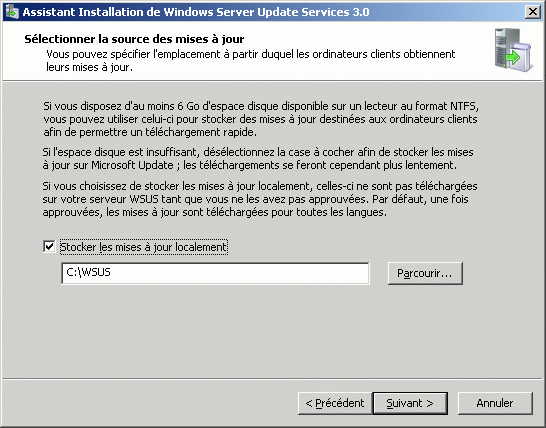 Assistant Installation de Windows Server Update Services 3.0
Sélectionner la source des mises à jour
Vous pouvez spécifier l'emplacement à partir duquel les ordinateurs clients obtiennent
leurs mises à jour.
Si vous disposez d'au moins 6 Go d'espace disque disponible sur un lecteur au format NTFS,
vous pouvez utiliser celui-ci pour stocker des mises à jour destinées aux ordinateurs clients
afin de permettre un téléchargement rapide.
Si l'espace disque est insuffisant, désélectionnez la case à cocher afin de stocker les mises
à jour sur Microsoft Update ; les téléchargements se feront cependant plus lentement.
Si vous choisissez de stocker les mises à jour localement, celles-ci ne sont pas téléchargées
sur votre serveur WSUS tant que vous ne les avez pas approuvées. Par défaut, une fois
approuvées, les mises à jour sont téléchargées pour toutes les langues.
Stocker les mises à jour localement
C:\WSUS
Parcourir...
< Précédent
Suivant >
Annuler